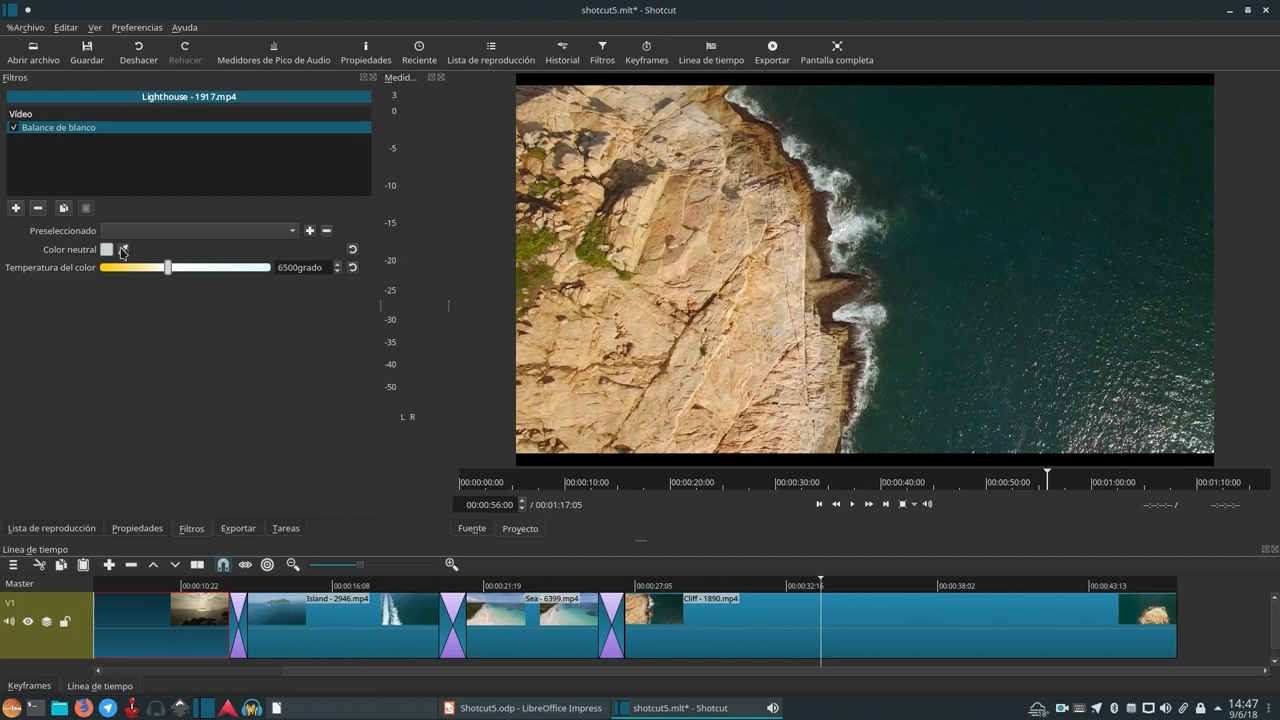 shotcut5.mlt* - Shotcut
%Archivo Editar Ver Preferencias Ayuda
Abrir archivo Guardar Deshacer Rehacer Medidores de Pico de Audio Propiedades Reciente Lista de reproducción Historial Filtros Keyframes Linea de tiempo Exportar Pantalla completa
Filtros
Medid...
Lighthouse - 1917.mp4
Vídeo
Balance de blanco
Preseleccionado
Color neutral
Temperatura del color 6500grado
3
0
-5
-10
-15
-20
-25
-30
-35
-40
-50
L R
00:00:00:00 00:00:10:00 00:00:20:00 00:00:30:00 00:00:40:00 00:00:50:00 00:01:00:00 00:01:10:00
00:00:56:00 / 00:01:17:05
--:--:--:-- / --:--:--:--
Lista de reproducción Propiedades Filtros Exportar Tareas
Fuente Proyecto
Línea de tiempo
Master
00:00:10:22 00:00:16:08 00:00:21:19 00:00:27:05 00:00:32:16 00:00:38:02 00:00:43:13
V1
Island - 2946.mp4 Sea - 6399.mp4 Cliff - 1890.mp4
Keyframes Línea de tiempo
Shotcut5.odp - LibreOffice Impress
shotcut5.mlt* - Shotcut
14:47
9/6/18